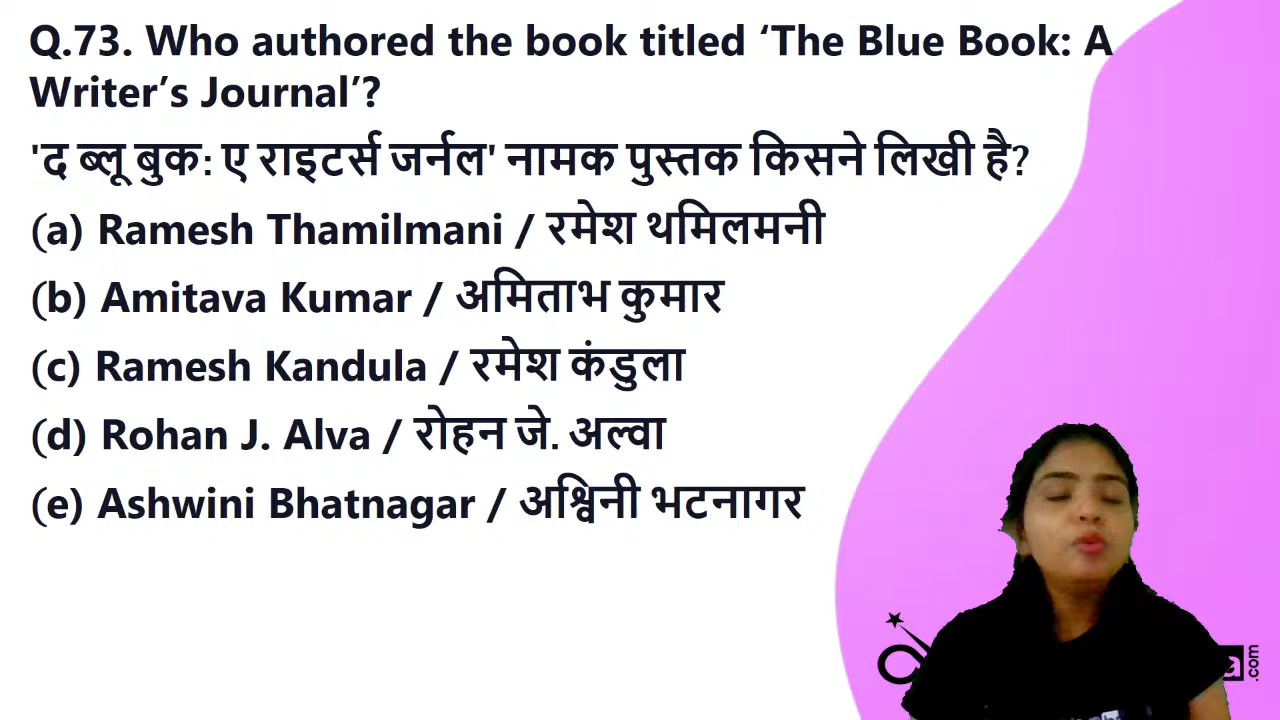 Q.73. Who authored the book titled ‘The Blue Book: A
Writer’s Journal’?
'द ब्लू बुक: ए राइटर्स जर्नल' नामक पुस्तक किसने लिखी है?
(a) Ramesh Thamilmani / रमेश थमिलमनी
(b) Amitava Kumar / अमिताभ कुमार
(c) Ramesh Kandula / रमेश कंडुला
(d) Rohan J. Alva / रोहन जे. अल्वा
(e) Ashwini Bhatnagar / अश्विनी भटनागर
.com